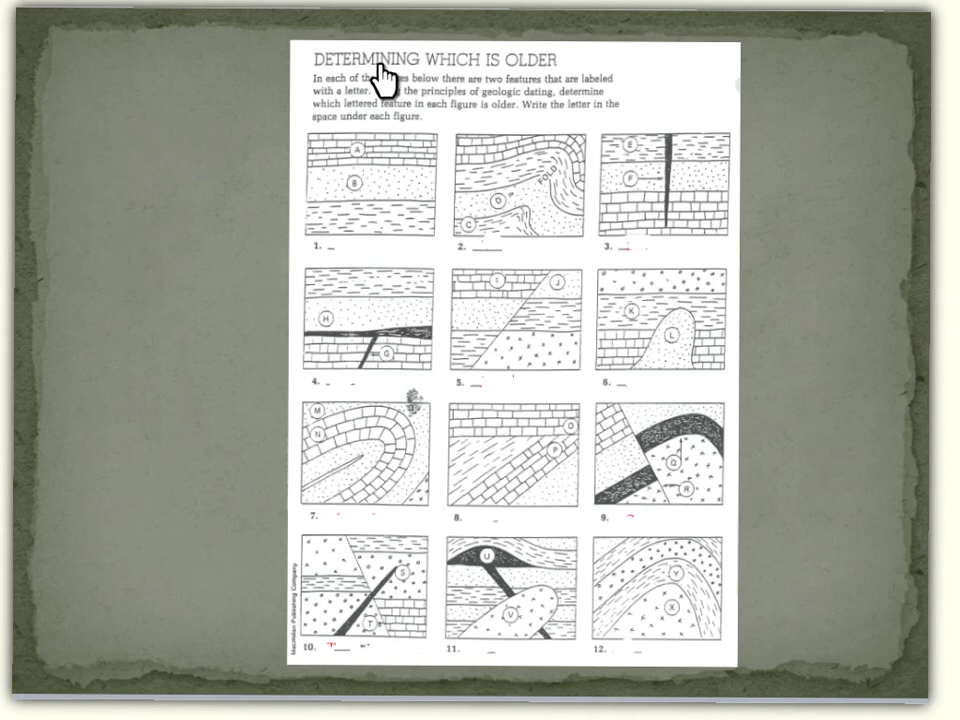 DETERMINING WHICH IS OLDER
In each of the below there are two features that are labeled
with a letter. the principles of geologic dating, determine
which lettered feature in each figure is older. Write the letter in the
space under each figure.
A
B
1.
FOLD
D
C
2.
E
F
3.
H
G
4.
I
J
5.
K
L
6.
M
N
7.
O
P
8.
Q
R
9.
S
T
10.
U
V
11.
Y
X
12.
Macmillan Publishing Company